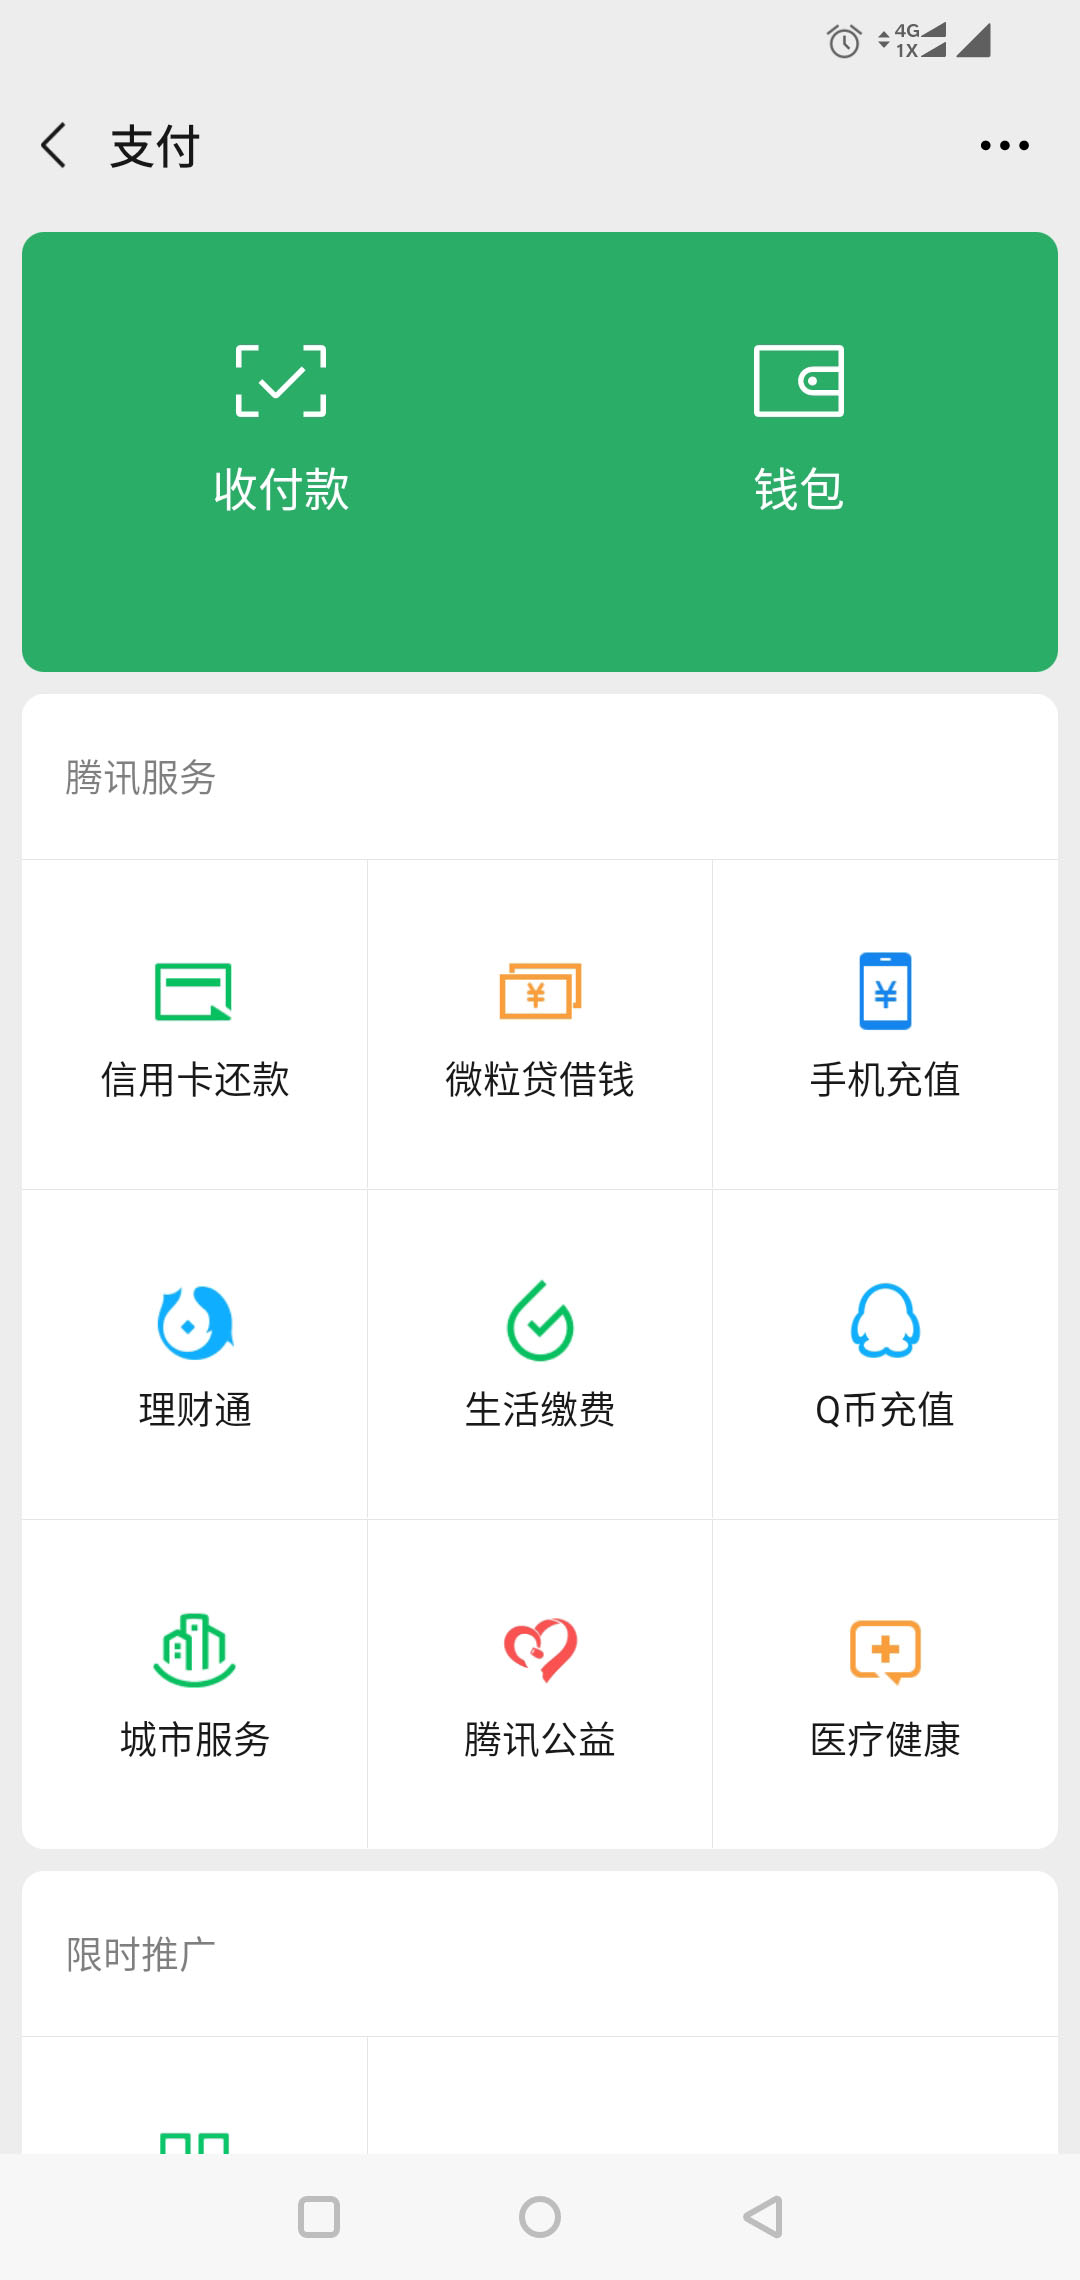 4G
1X
支付
收付款 钱包
腾讯服务
¥ ¥
信用卡还款 微粒贷借钱 手机充值
理财通 生活缴费 Q币充值
城市服务 腾讯公益 医疗健康
限时推广